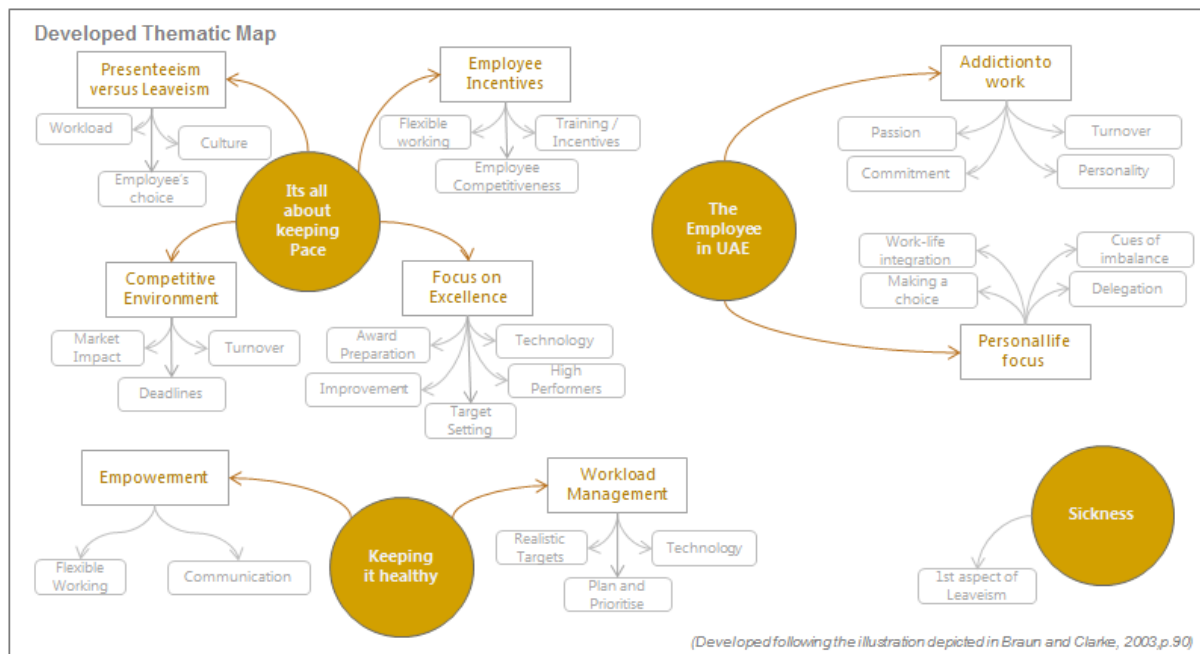 Developed Thematic Map
Presenteeism
versus Leaveism
Workload
Culture
Employee's
choice
Employee
Incentives
Flexible
working
Training /
Incentives
Employee
Competitiveness
Its all
about
keeping
Pace
Competitive
Environment
Market
Impact
Turnover
Deadlines
Focus on
Excellence
Award
Preparation
Technology
Improvement
High
Performers
Target
Setting
The
Employee
in UAE
Addiction to
work
Passion
Turnover
Commitment
Personality
Work-life
integration
Cues of
imbalance
Making a
choice
Delegation
Personal life
focus
Empowerment
Flexible
Working
Communication
Keeping
it healthy
Workload
Management
Realistic
Targets
Technology
Plan and
Prioritise
Sickness
1st aspect of
Leaveism
(Developed following the illustration depicted in Braun and Clarke, 2003,p.90)